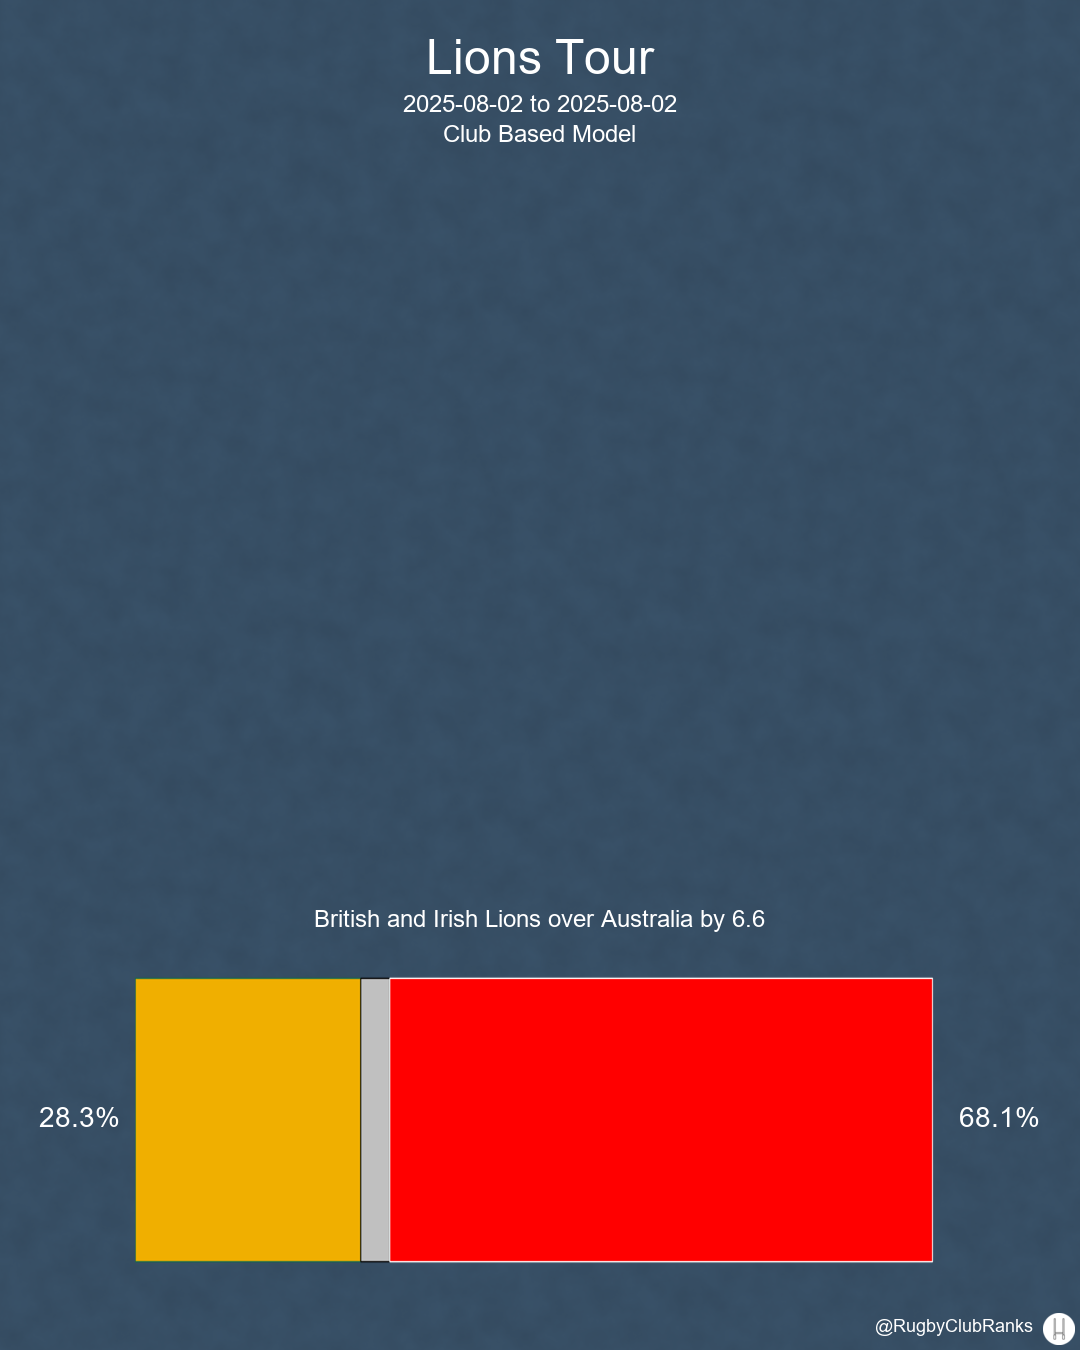 Lions Tour
2025-08-02 to 2025-08-02
Club Based Model
British and Irish Lions over Australia by 6.6
28.3%
68.1%
@RugbyClubRanks